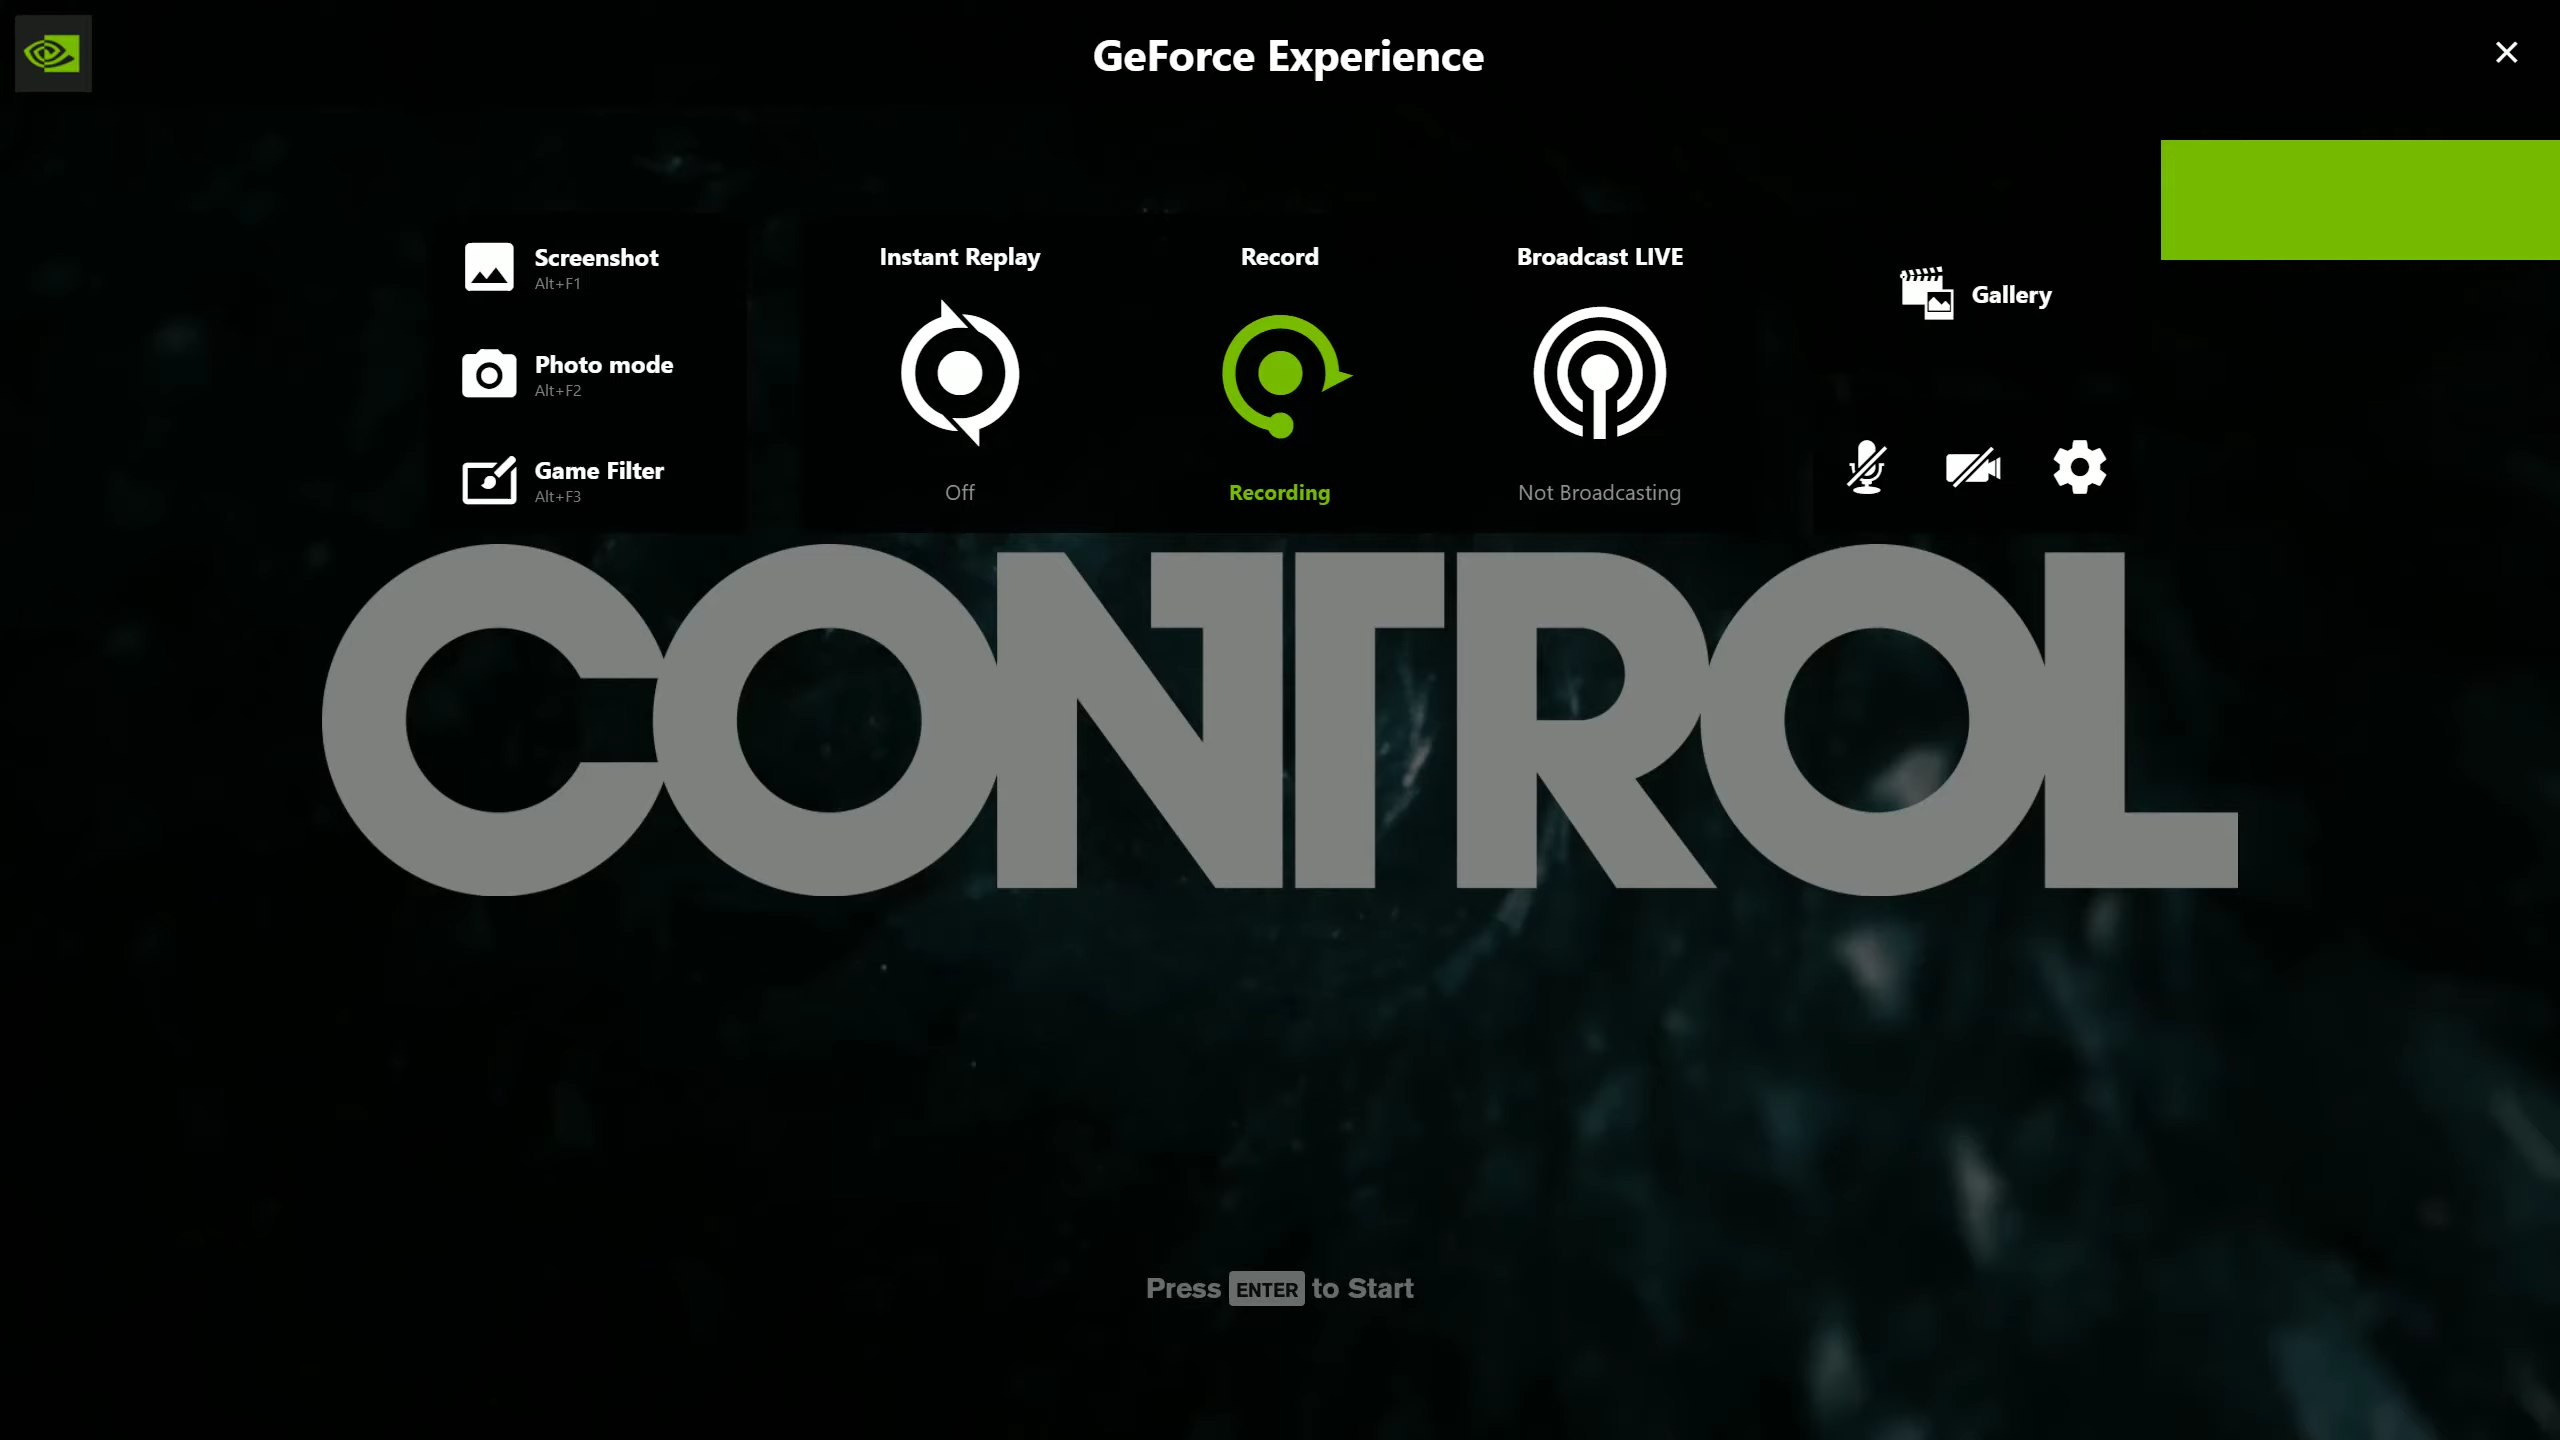 GeForce Experience
Screenshot
Alt+F1
Photo mode
Alt+F2
Game Filter
Alt+F3
Instant Replay
Off
Record
Recording
Broadcast LIVE
Not Broadcasting
Gallery
CONTROL
Press ENTER to Start